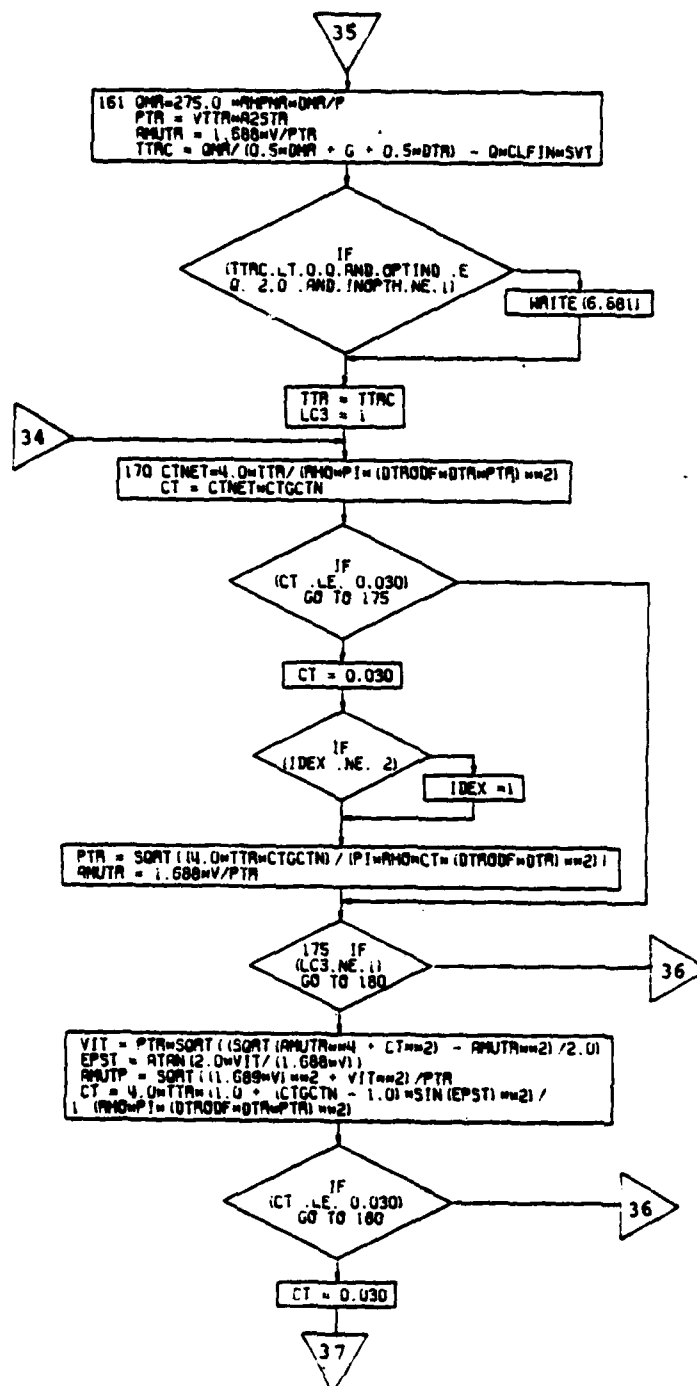 35
161 QMR=275.0 *RHPMR*DMR/P
PTR = VTTR*R25TR
AMUTR = 1.688*V/PTR
TTRC = QMR/(0.5*DMR + G + 0.5*DTR) - Q*CLFIN*SVT
IF
(TTRC.LT.0.0.AND.OPTIND .E
Q. 2.0 .AND.INOPTH.NE.1)
WRITE(6,681)
TTR = TTRC
LC3 = 1
34
170 CTNET=4.0*TTR/(RHO*PI*(DTRODF*DTR*PTR)**2)
CT = CTNET*CTGCTN
IF
(CT .LE. 0.030)
GO TO 175
CT = 0.030
IF
(IDEX .NE. 2)
IDEX =1
PTR = SQRT((4.0*TTR*CTGCTN)/(PI*RHO*CT*(DTRODF*DTR)**2))
AMUTR = 1.688*V/PTR
175 IF
(LC3.NE.1)
GO TO 180
36
VIT = PTR*SQRT((SQRT(AMUTR**4 + CT**2) - AMUTR**2)/2.0)
EPST = ATAN(2.0*VIT/(1.688*V))
AMUTP = SQRT((1.689*V)**2 + VIT**2)/PTR
CT = 4.0*TTR*(1.0 + (CTGCTN - 1.0)*SIN(EPST)**2)/
1 (RHO*PI*(DTRODF*DTR*PTR)**2)
IF
(CT .LE. 0.030)
GO TO 180
36
CT = 0.030
37